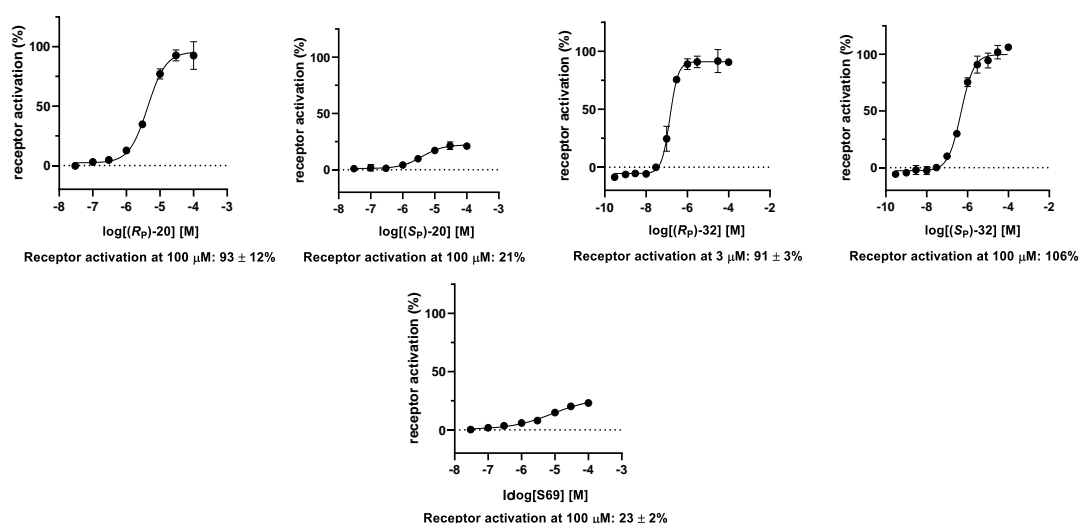 receptor activation (%)
100
50
0
-8 -7 -6 -5 -4 -3
log[(RP)-20] [M]
Receptor activation at 100 μM: 93 ± 12%
receptor activation (%)
100
50
0
-8 -7 -6 -5 -4 -3
log[(SP)-20] [M]
Receptor activation at 100 μM: 21%
receptor activation (%)
100
50
0
-10 -8 -6 -4 -2
log[(RP)-32] [M]
Receptor activation at 3 μM: 91 ± 3%
receptor activation (%)
100
50
0
-10 -8 -6 -4 -2
log[(SP)-32] [M]
Receptor activation at 100 μM: 106%
receptor activation (%)
100
50
0
-8 -7 -6 -5 -4 -3
log[S69] [M]
Receptor activation at 100 μM: 23 ± 2%